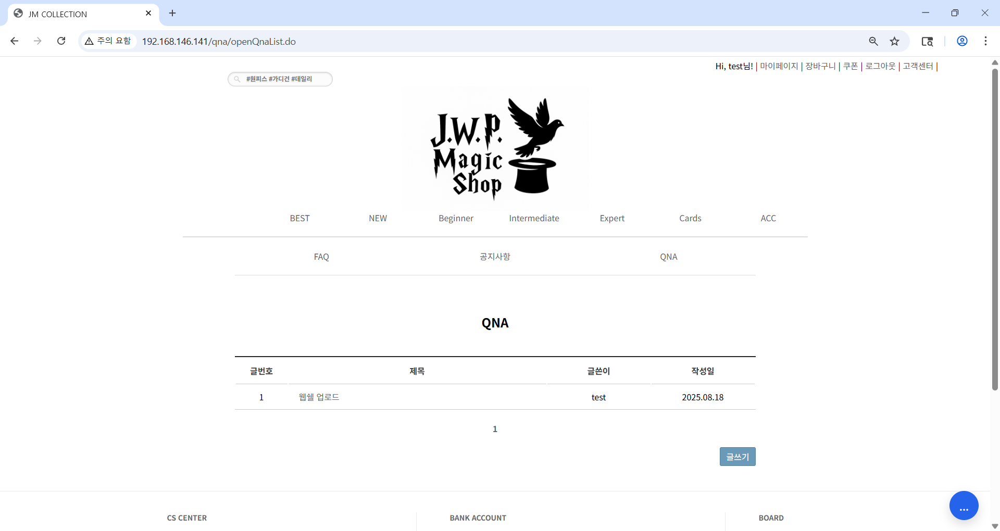 JM COLLECTION
주의 요함 192.168.146.141/qna/openQnaList.do
Hi, test님! | 마이페이지 | 장바구니 | 쿠폰 | 로그아웃 | 고객센터 |
#원피스 #가디건 #데일리
J.W.P.
Magic
Shop
BEST NEW Beginner Intermediate Expert Cards ACC
FAQ 공지사항 QNA
QNA
글번호 제목 글쓴이 작성일
1 웹쉘 업로드 test 2025.08.18
1
글쓰기
...
CS CENTER BANK ACCOUNT BOARD